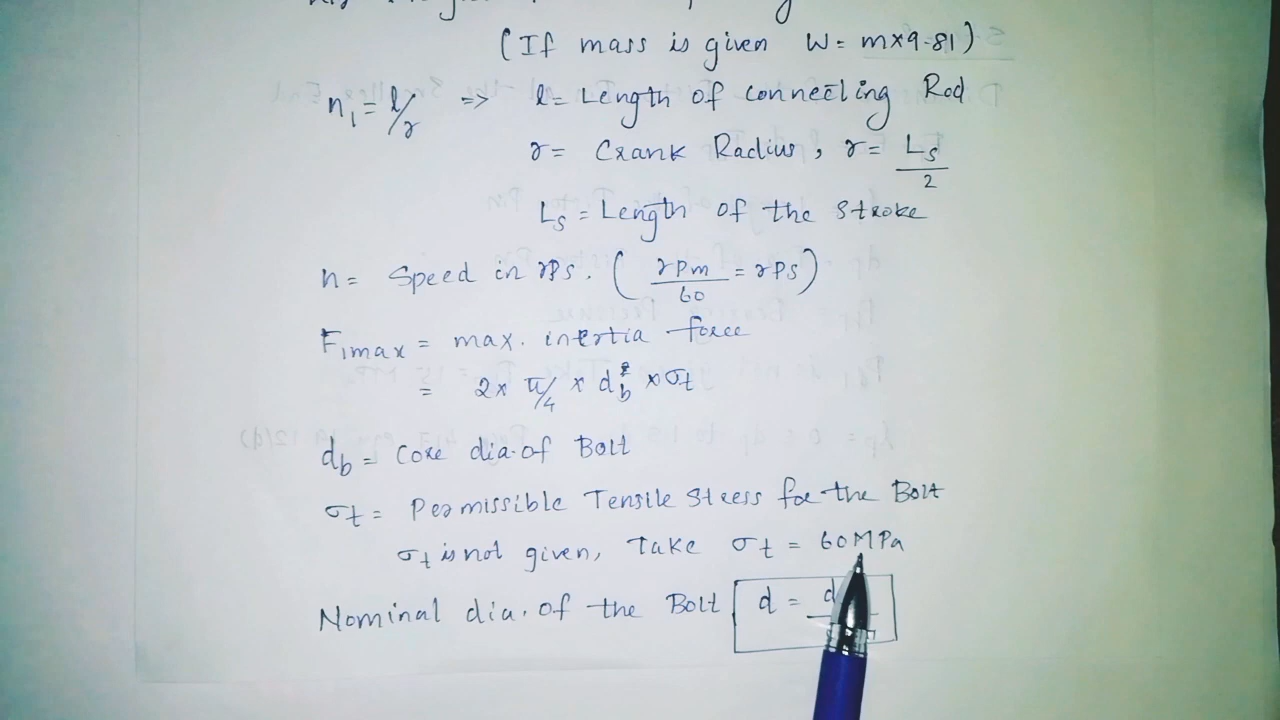 (If mass is given W = m×9.81)
n₁ = l/r => l = Length of connecting Rod
r = Crank Radius, r = Ls/2
Ls = Length of the stroke
n = Speed in rps. (rpm/60 = rps)
F₁max = max. inertia force
= 2× π/4 × db² × σt
db = Core dia. of Bolt
σt = Permissible Tensile Stress for the Bolt
σt is not given, Take σt = 60MPa
Nominal dia. of the Bolt d = d